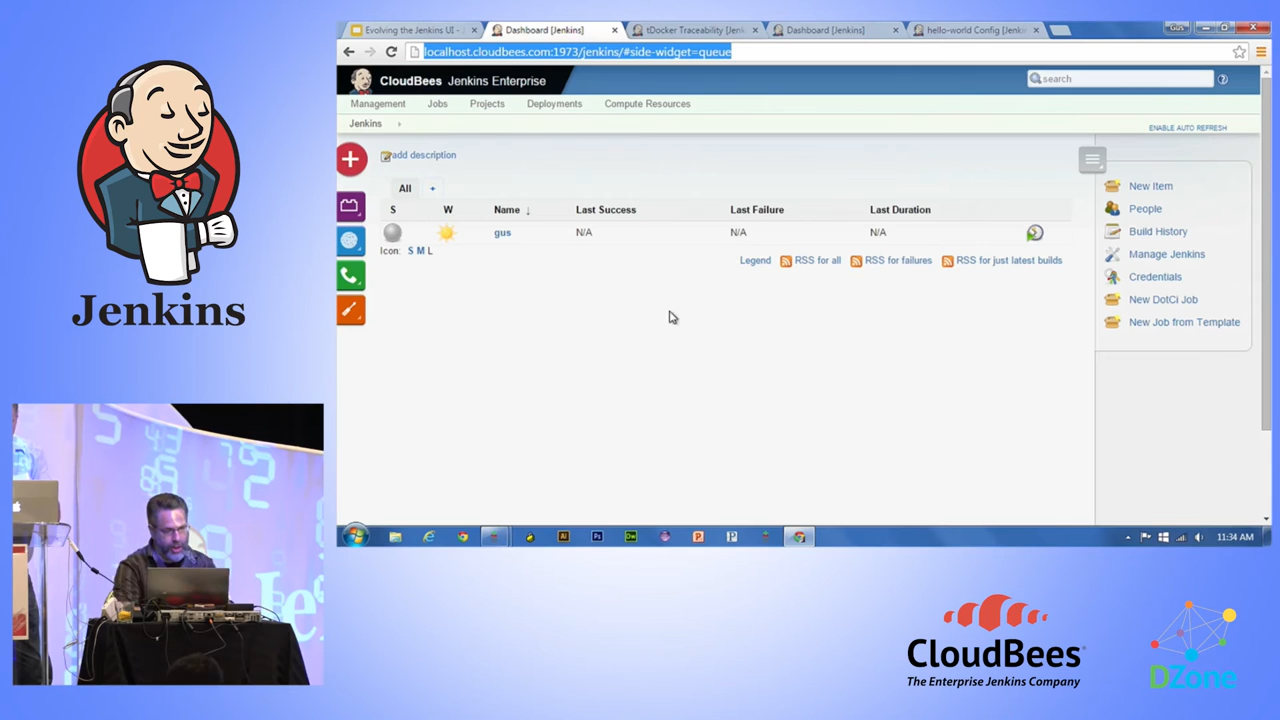 Evolving the Jenkins UI - 2
Dashboard [Jenkins]
tDocker Traceability [Jenk
Dashboard [Jenkins]
hello-world Config [Jenkin
Gus
localhost.cloudbees.com:1973/jenkins/#side-widget=queue
CloudBees Jenkins Enterprise
search
?
Management Jobs Projects Deployments Compute Resources
Jenkins
ENABLE AUTO REFRESH
add description
All +
S W Name ↓ Last Success Last Failure Last Duration
gus N/A N/A N/A
Icon: S M L
Legend RSS for all RSS for failures RSS for just latest builds
New Item
People
Build History
Manage Jenkins
Credentials
New DotCi Job
New Job from Template
11:34 AM
Jenkins
CloudBees
The Enterprise Jenkins Company
DZone